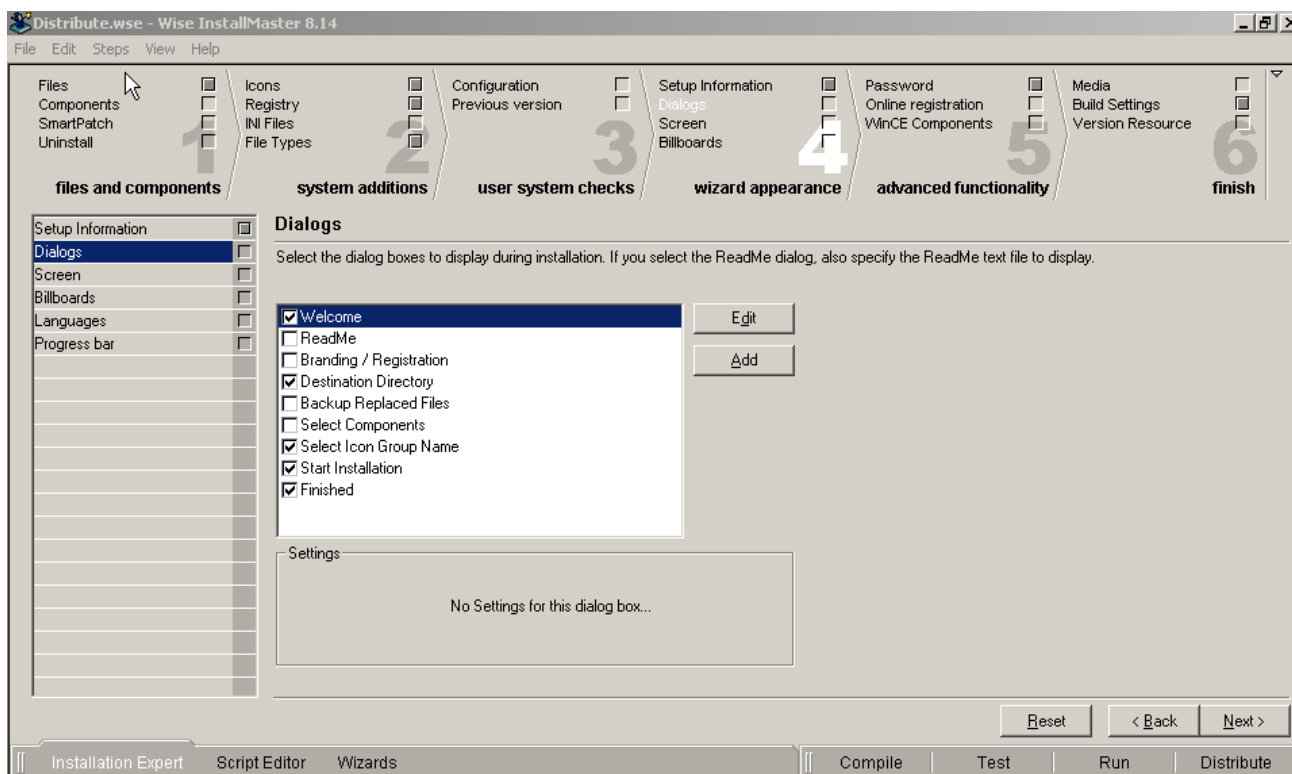 Distribute.wse - Wise InstallMaster 8.14
File Edit Steps View Help
Files
Components
SmartPatch
Uninstall
1
files and components
Icons
Registry
INI Files
File Types
2
system additions
Configuration
Previous version
3
user system checks
Setup Information
Dialogs
Screen
Billboards
4
wizard appearance
Password
Online registration
WinCE Components
5
advanced functionality
Media
Build Settings
Version Resource
6
finish
Setup Information
Dialogs
Screen
Billboards
Languages
Progress bar
Dialogs
Select the dialog boxes to display during installation. If you select the ReadMe dialog, also specify the ReadMe text file to display.
Welcome
ReadMe
Branding / Registration
Destination Directory
Backup Replaced Files
Select Components
Select Icon Group Name
Start Installation
Finished
Edit
Add
Settings
No Settings for this dialog box...
Reset < Back Next >
Installation Expert Script Editor Wizards Compile Test Run Distribute